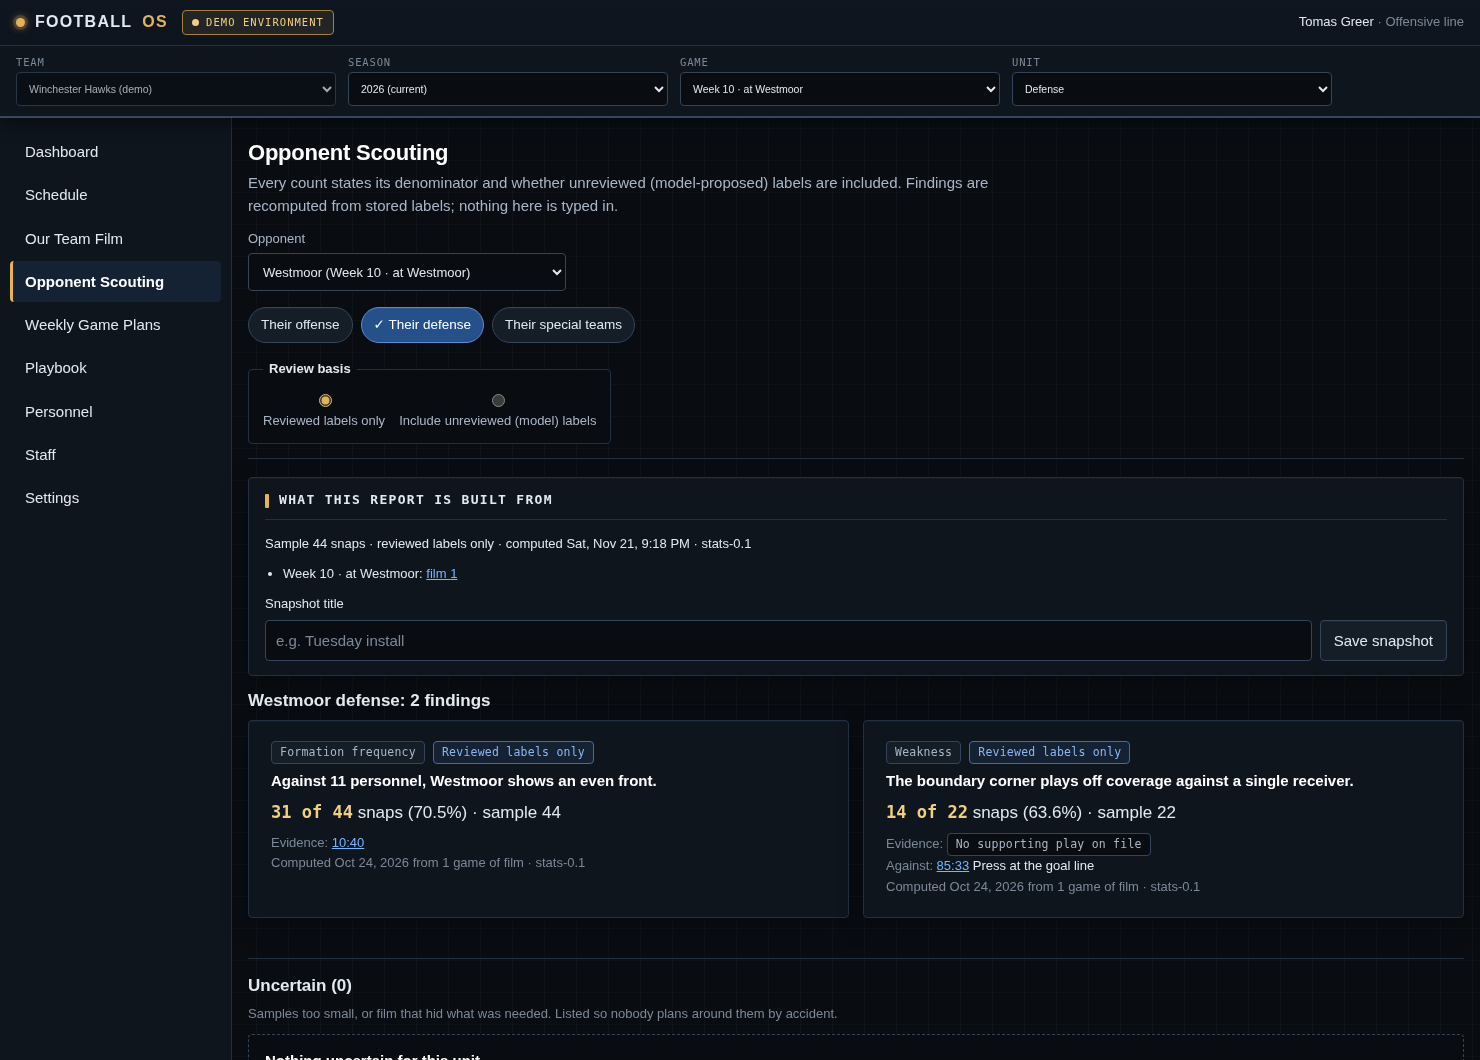 FOOTBALL OS
DEMO ENVIRONMENT
Tomas Greer · Offensive line
TEAM
Winchester Hawks (demo)
SEASON
2026 (current)
GAME
Week 10 · at Westmoor
UNIT
Defense
Dashboard
Schedule
Our Team Film
Opponent Scouting
Weekly Game Plans
Playbook
Personnel
Staff
Settings
Opponent Scouting
Every count states its denominator and whether unreviewed (model-proposed) labels are included. Findings are
recomputed from stored labels; nothing here is typed in.
Opponent
Westmoor (Week 10 · at Westmoor)
Their offense
✓ Their defense
Their special teams
Review basis
Reviewed labels only
Include unreviewed (model) labels
WHAT THIS REPORT IS BUILT FROM
Sample 44 snaps · reviewed labels only · computed Sat, Nov 21, 9:18 PM · stats-0.1
• Week 10 · at Westmoor: film 1
Snapshot title
e.g. Tuesday install
Save snapshot
Westmoor defense: 2 findings
Formation frequency
Reviewed labels only
Against 11 personnel, Westmoor shows an even front.
31 of 44 snaps (70.5%) · sample 44
Evidence: 10:40
Computed Oct 24, 2026 from 1 game of film · stats-0.1
Weakness
Reviewed labels only
The boundary corner plays off coverage against a single receiver.
14 of 22 snaps (63.6%) · sample 22
Evidence: No supporting play on file
Against: 85:33 Press at the goal line
Computed Oct 24, 2026 from 1 game of film · stats-0.1
Uncertain (0)
Samples too small, or film that hid what was needed. Listed so nobody plans around them by accident.
Nothing uncertain for this unit